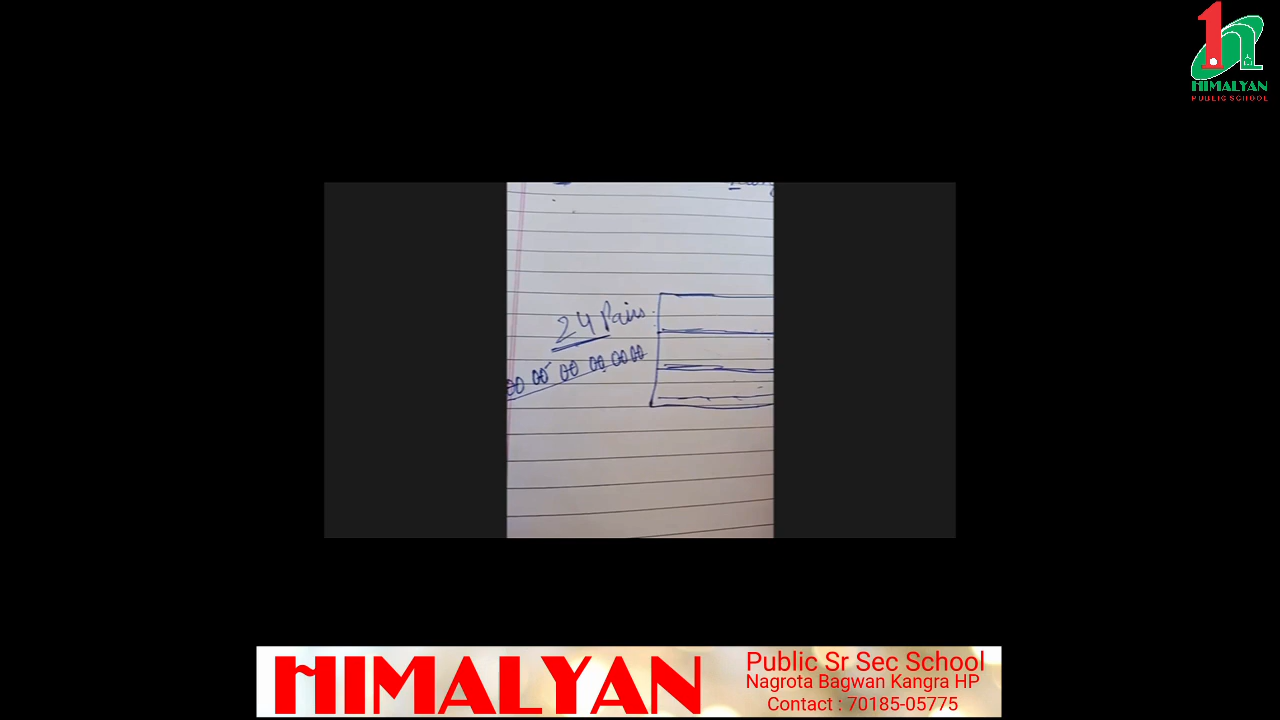 HIMALYAN
PUBLIC SCHOOL
24 Pairs
HIMALYAN
Public Sr Sec School
Nagrota Bagwan Kangra HP
Contact : 70185-05775